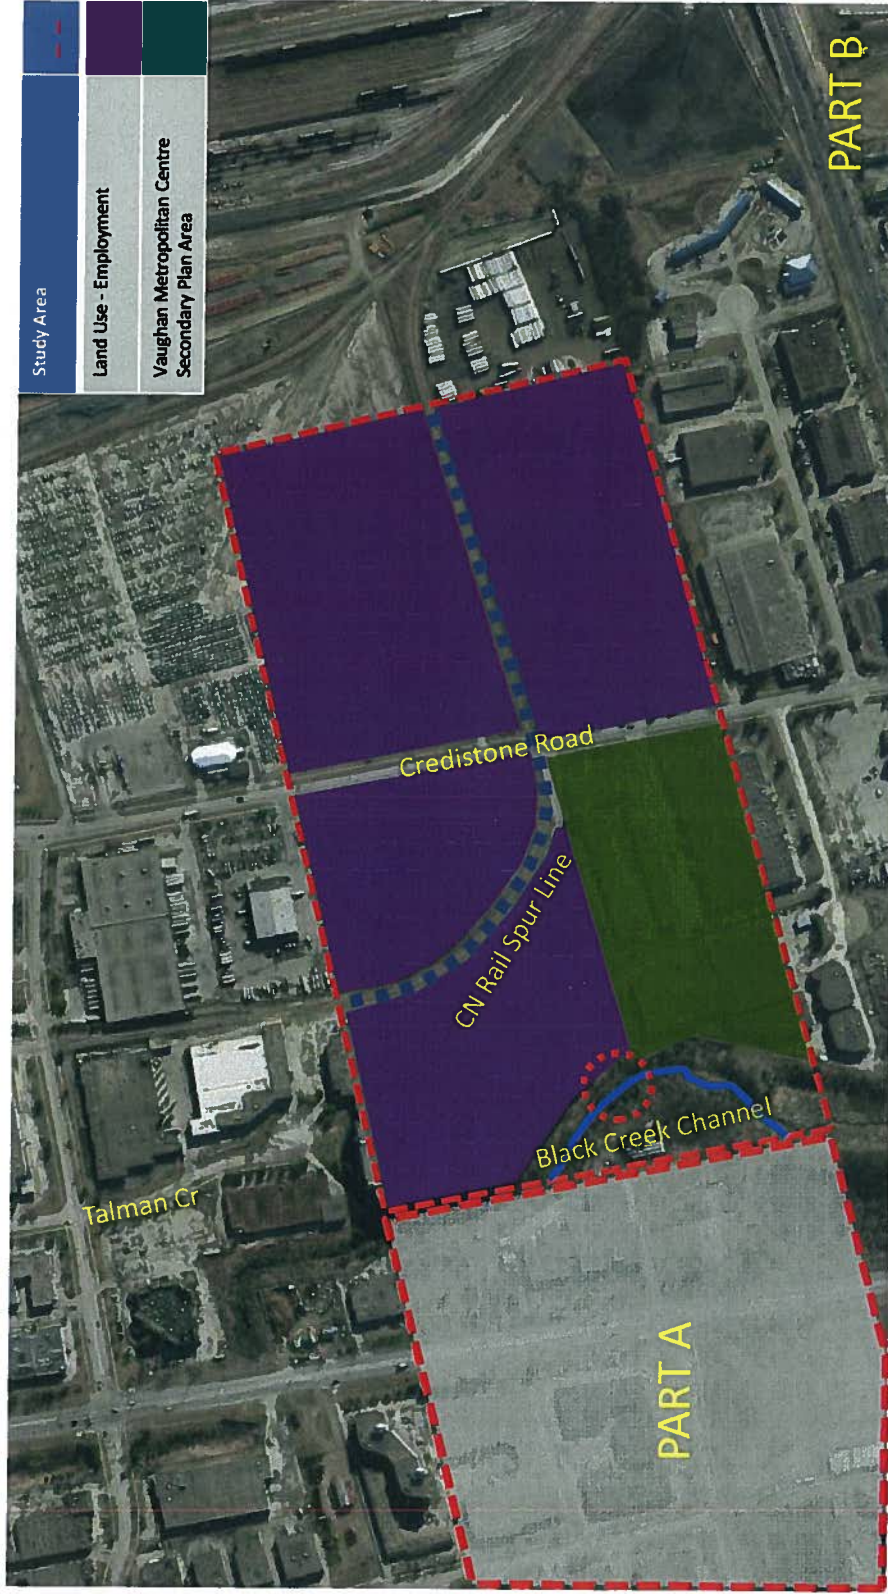 Study Area
Land Use - Employment
Vaughan Metropolitan Centre
Secondary Plan Area
PART B
Credistone Road
CN Rail Spur Line
Black Creek Channel
Talman Cr
PART A